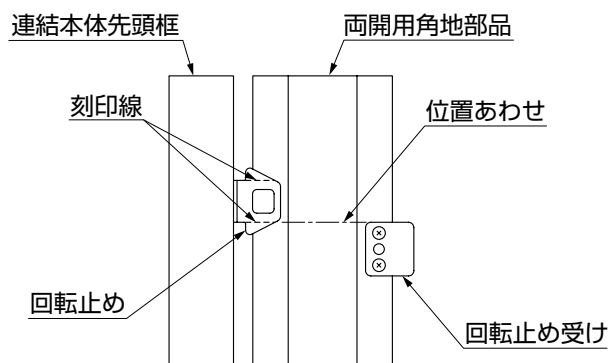 連結本体先頭框
両開用角地部品
刻印線
位置あわせ
回転止め
回転止め受け